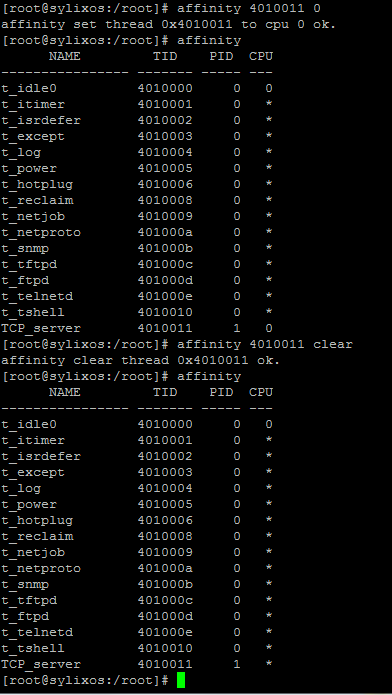 [root@sylixos:/root]# affinity 4010011 0
affinity set thread 0x4010011 to cpu 0 ok.
[root@sylixos:/root]# affinity
      NAME         TID    PID  CPU
---------------- ------- ----- ---
t_idle0          4010000     0   0
t_itimer         4010001     0   *
t_isrdefer       4010002     0   *
t_except         4010003     0   *
t_log            4010004     0   *
t_power          4010005     0   *
t_hotplug        4010006     0   *
t_reclaim        4010008     0   *
t_netjob         4010009     0   *
t_netproto       401000a     0   *
t_snmp           401000b     0   *
t_tftpd          401000c     0   *
t_ftpd           401000d     0   *
t_telnetd        401000e     0   *
t_tshell         4010010     0   *
TCP_server       4010011     1   0
[root@sylixos:/root]# affinity 4010011 clear
affinity clear thread 0x4010011 ok.
[root@sylixos:/root]# affinity
      NAME         TID    PID  CPU
---------------- ------- ----- ---
t_idle0          4010000     0   0
t_itimer         4010001     0   *
t_isrdefer       4010002     0   *
t_except         4010003     0   *
t_log            4010004     0   *
t_power          4010005     0   *
t_hotplug        4010006     0   *
t_reclaim        4010008     0   *
t_netjob         4010009     0   *
t_netproto       401000a     0   *
t_snmp           401000b     0   *
t_tftpd          401000c     0   *
t_ftpd           401000d     0   *
t_telnetd        401000e     0   *
t_tshell         4010010     0   *
TCP_server       4010011     1   *
[root@sylixos:/root]#